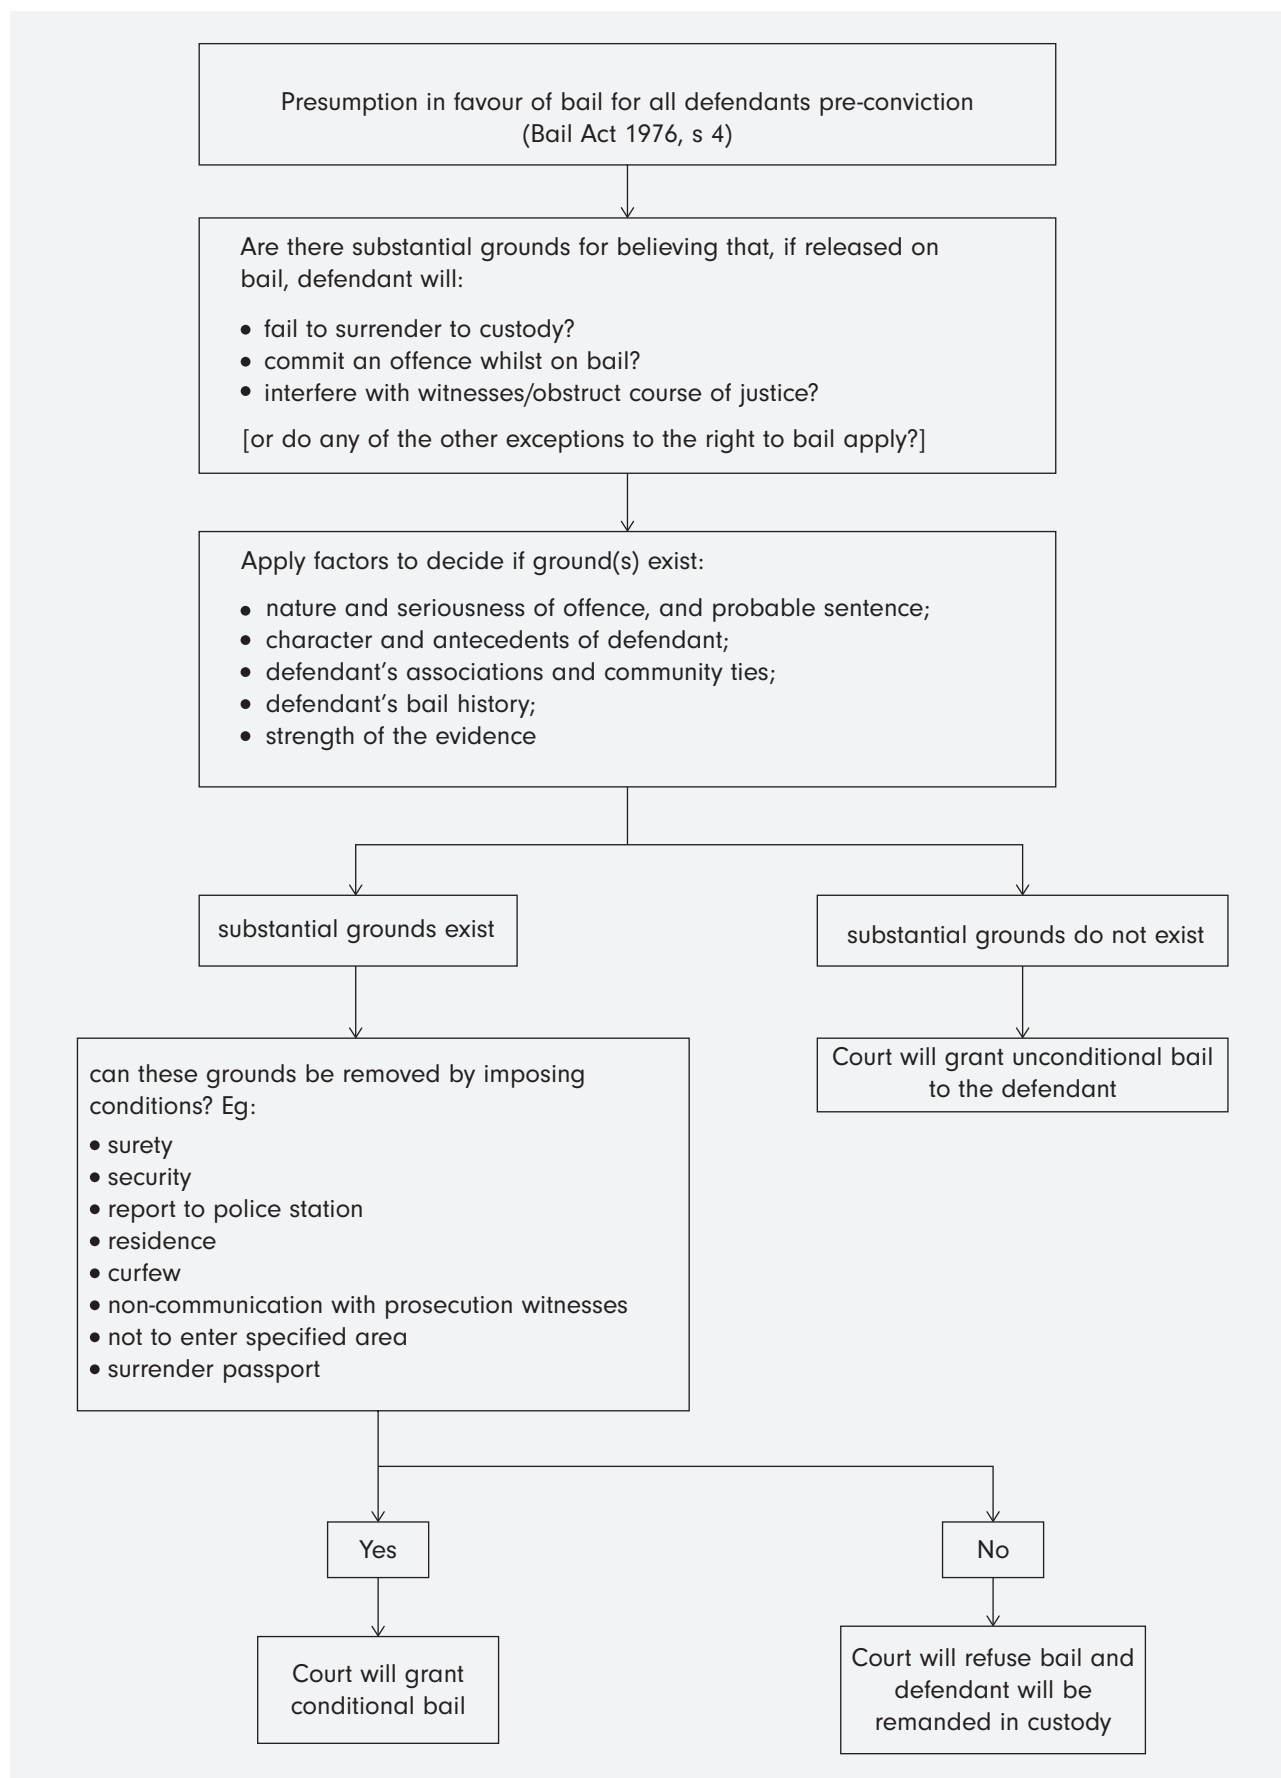 Presumption in favour of bail for all defendants pre-conviction
(Bail Act 1976, s 4)
Are there substantial grounds for believing that, if released on
bail, defendant will:
• fail to surrender to custody?
• commit an offence whilst on bail?
• interfere with witnesses/obstruct course of justice?
[or do any of the other exceptions to the right to bail apply?]
Apply factors to decide if ground(s) exist:
• nature and seriousness of offence, and probable sentence;
• character and antecedents of defendant;
• defendant's associations and community ties;
• defendant's bail history;
• strength of the evidence
substantial grounds exist
substantial grounds do not exist
can these grounds be removed by imposing
conditions? Eg:
• surety
• security
• report to police station
• residence
• curfew
• non-communication with prosecution witnesses
• not to enter specified area
• surrender passport
Court will grant unconditional bail
to the defendant
Yes
No
Court will grant
conditional bail
Court will refuse bail and
defendant will be
remanded in custody